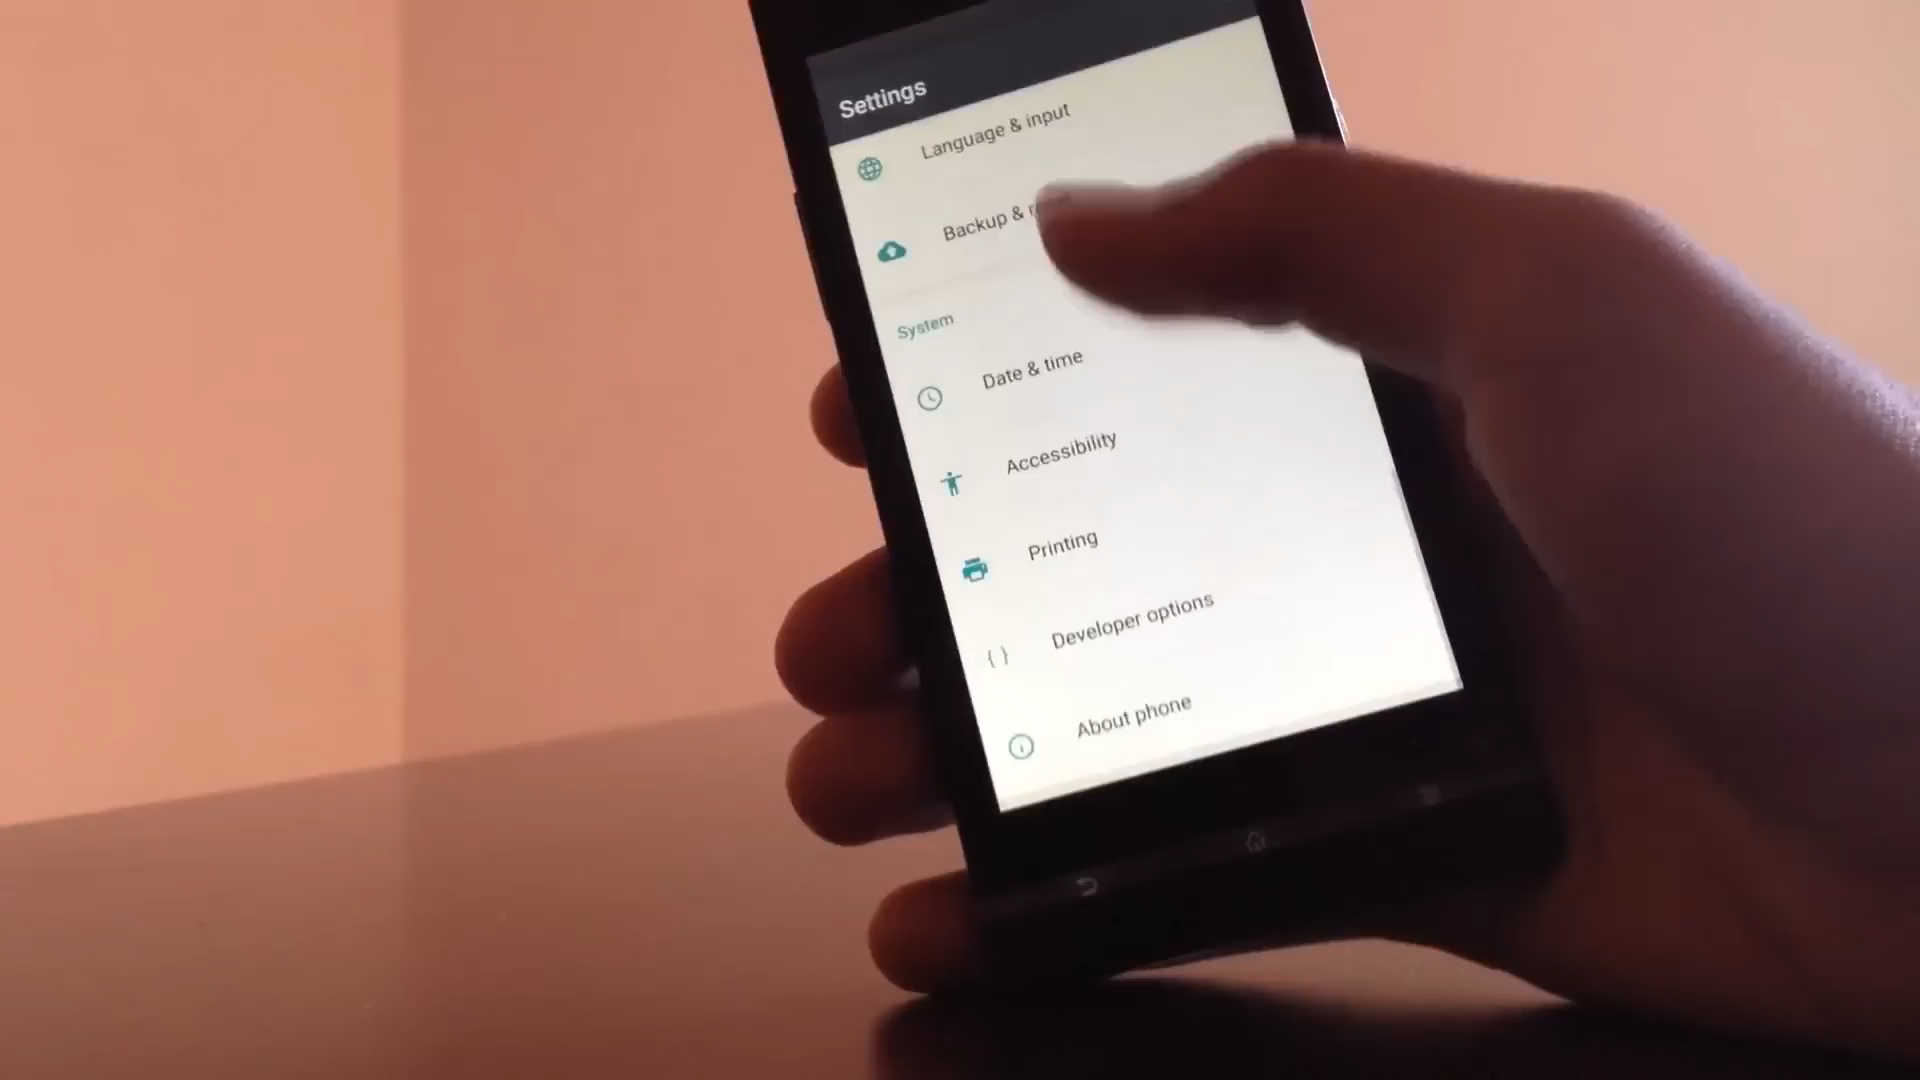 Settings
Language & input
Backup &
System
Date & time
Accessibility
Printing
Developer options
About phone